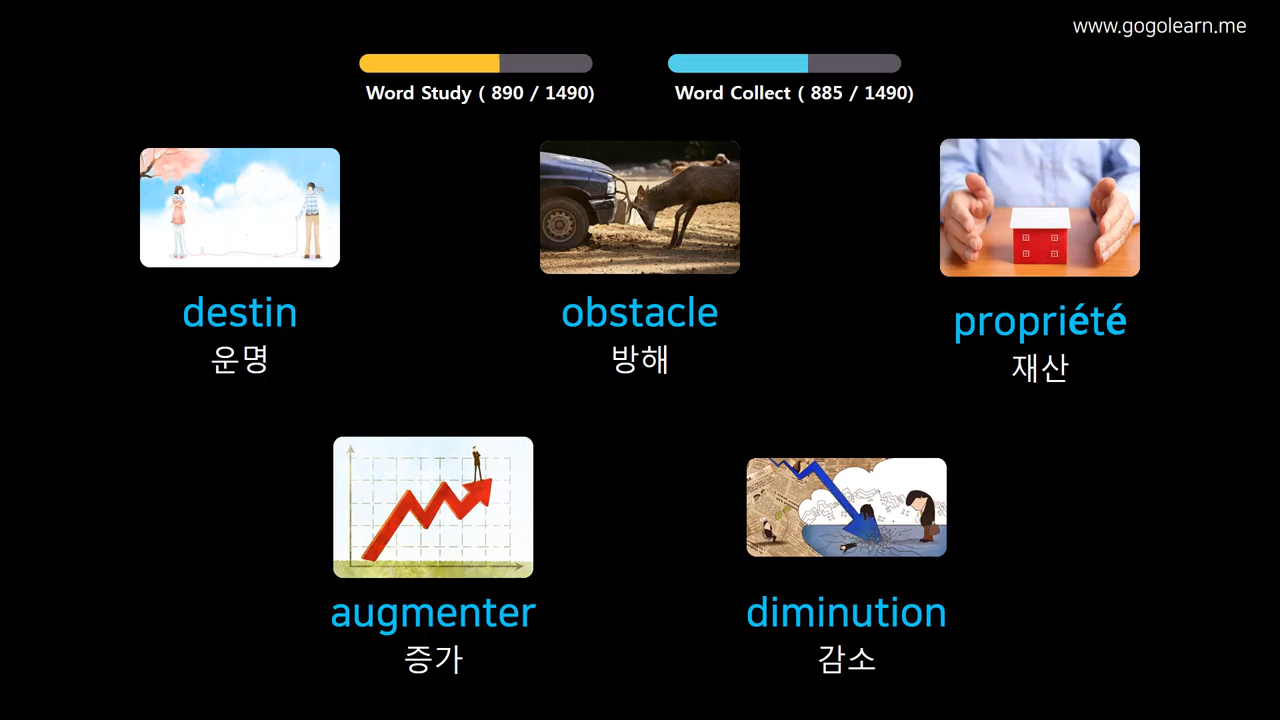 www.gogolearn.me
Word Study ( 890 / 1490)
Word Collect ( 885 / 1490)
destin
운명
obstacle
방해
propriété
재산
augmenter
증가
diminution
감소